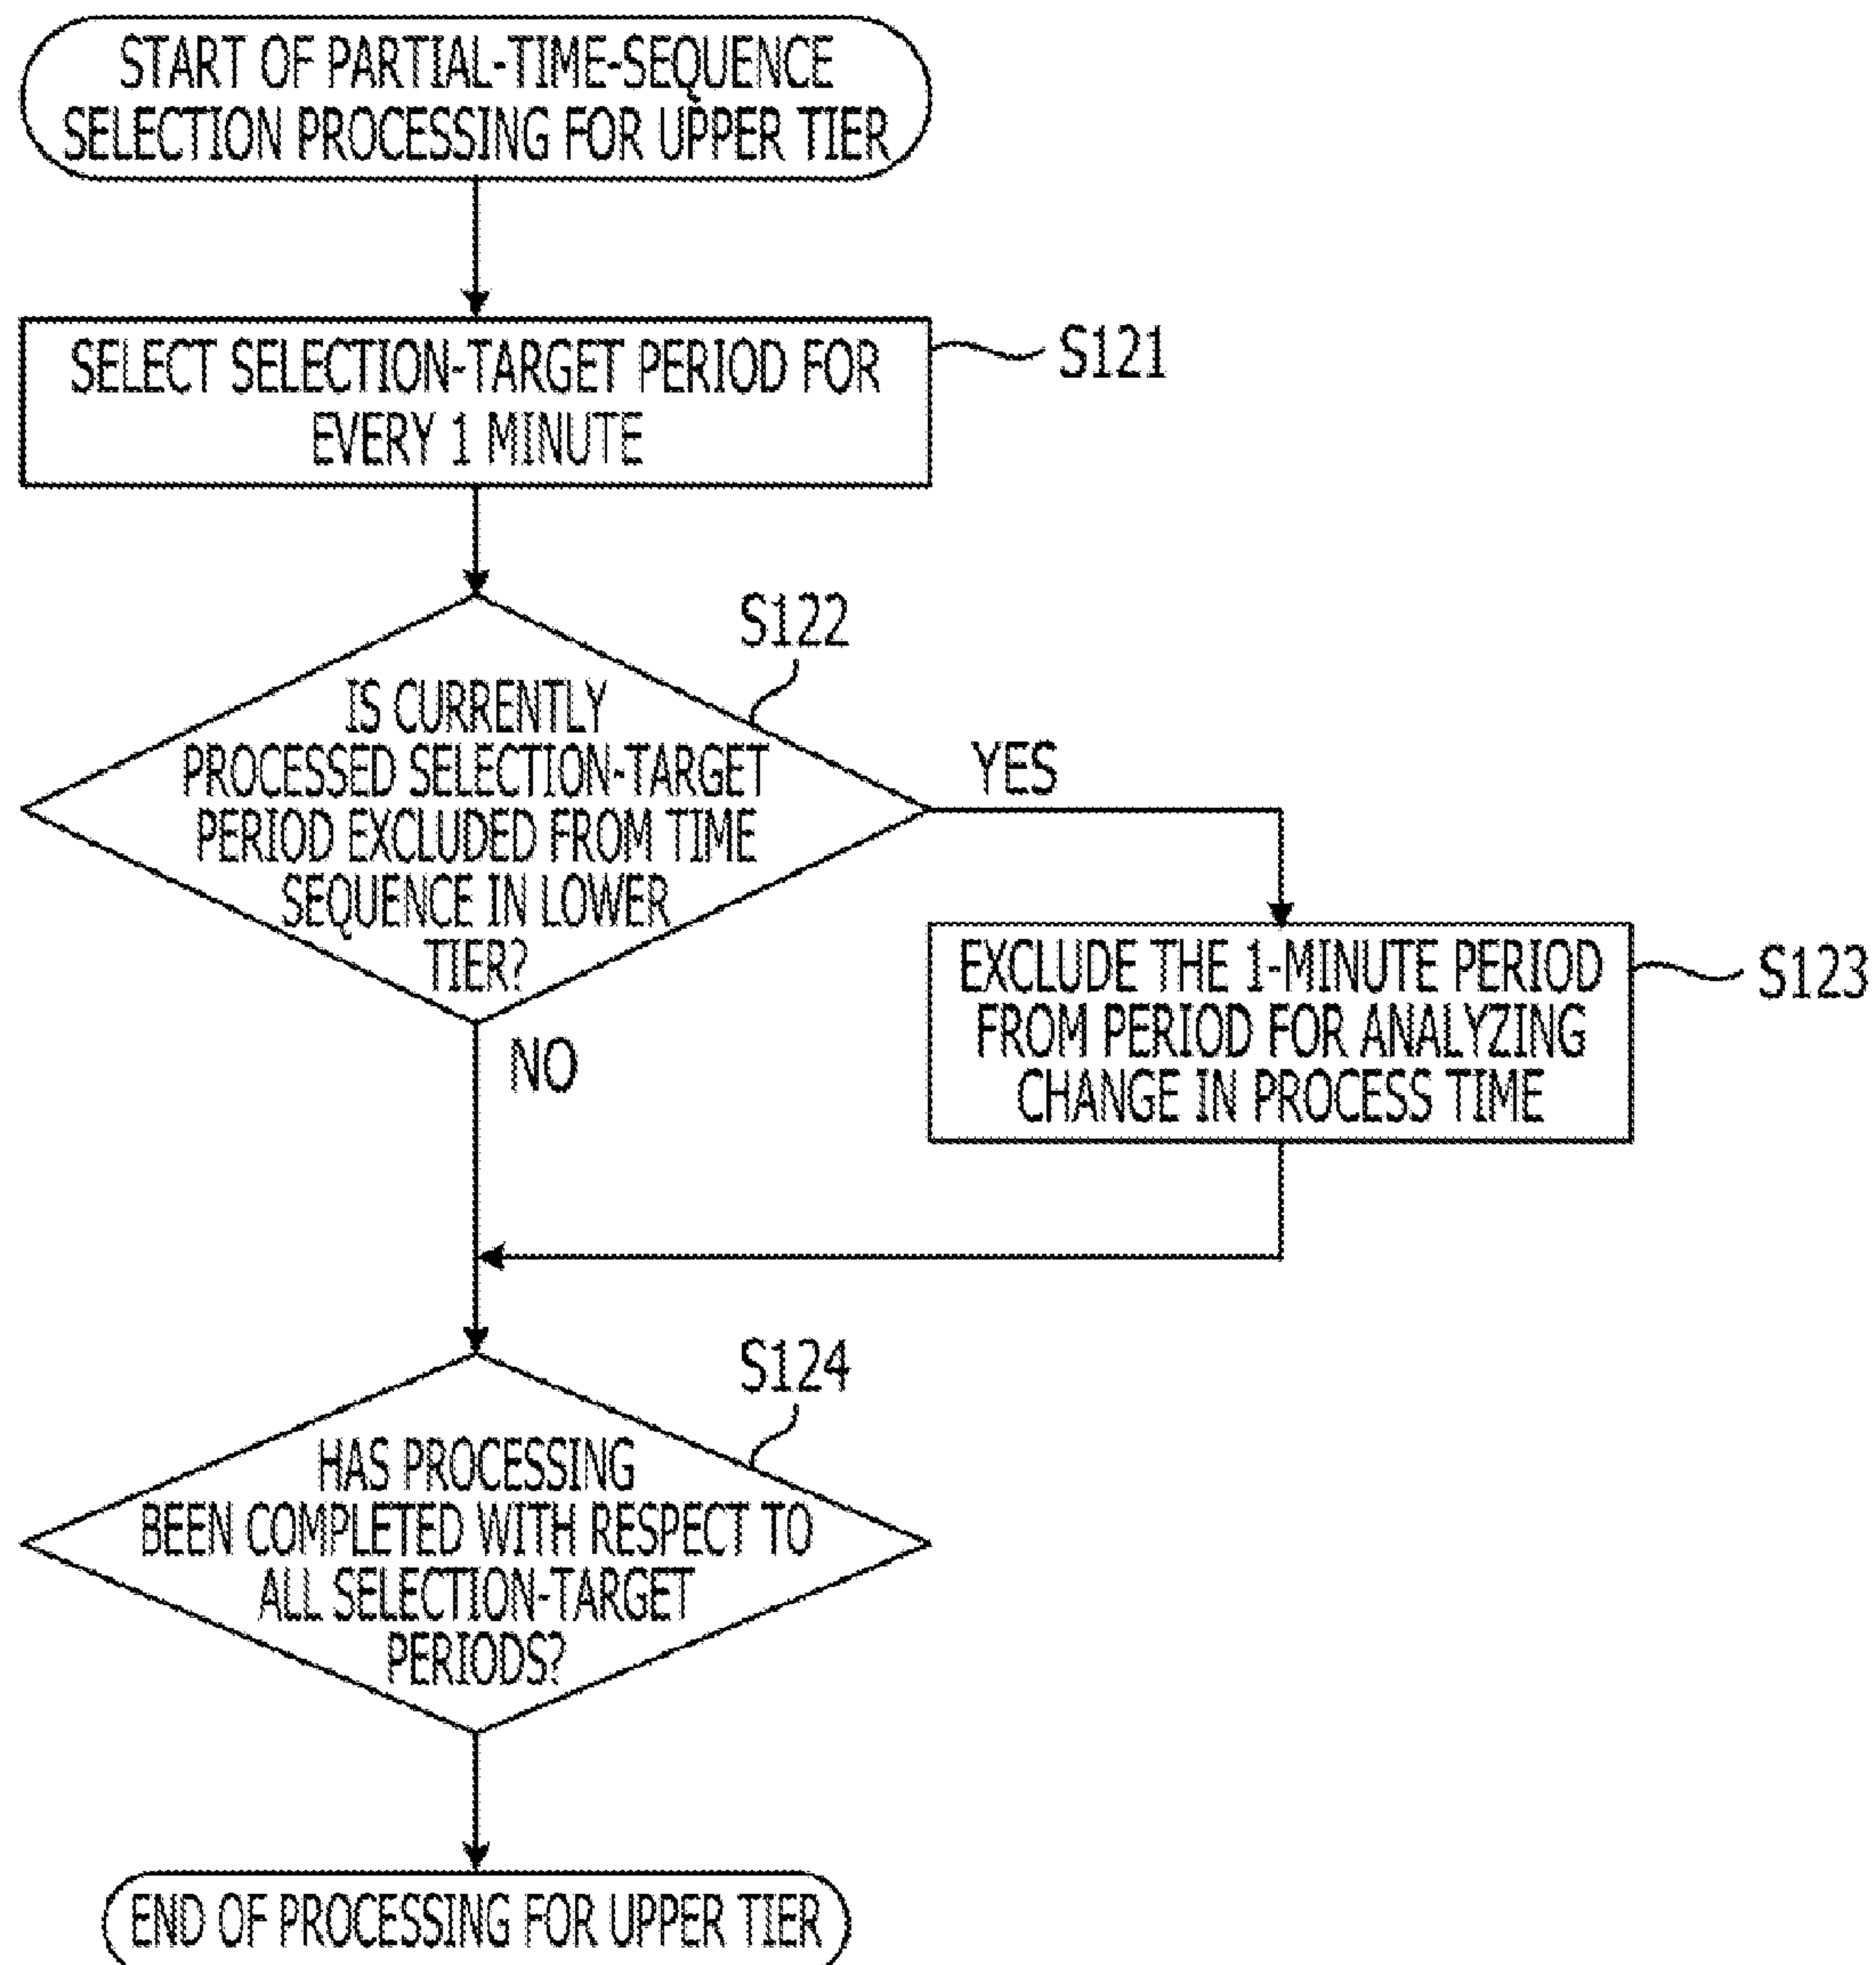 START OF PARTIAL-TIME-SEQUENCE
SELECTION PROCESSING FOR UPPER TIER
SELECT SELECTION-TARGET PERIOD FOR
EVERY 1 MINUTE
S121
S122
IS CURRENTLY
PROCESSED SELECTION-TARGET
PERIOD EXCLUDED FROM TIME
SEQUENCE IN LOWER
TIER?
YES
NO
EXCLUDE THE 1-MINUTE PERIOD
FROM PERIOD FOR ANALYZING
CHANGE IN PROCESS TIME
S123
S124
HAS PROCESSING
BEEN COMPLETED WITH RESPECT TO
ALL SELECTION-TARGET
PERIODS?
END OF PROCESSING FOR UPPER TIER